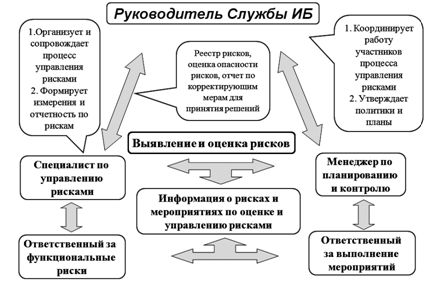 Руководитель Службы ИБ
1.Организует и
сопровождает
процесс
управления
рисками
2. Формирует
измерения и
отчетность по
рискам
Реестр рисков,
оценка опасности
рисков, отчет по
корректирующим
мерам для
принятия решений
1. Координирует
работу
участников
процесса
управления
рисками
2. Утверждает
политики и
планы
Выявление и оценка рисков
Специалист по
управлению
рисками
Информация о рисках и
мероприятиях по оценке и
управлению рисками
Менеджер по
планированию
и контролю
Ответственный за
функциональные
риски
Ответственный
за выполнение
мероприятий